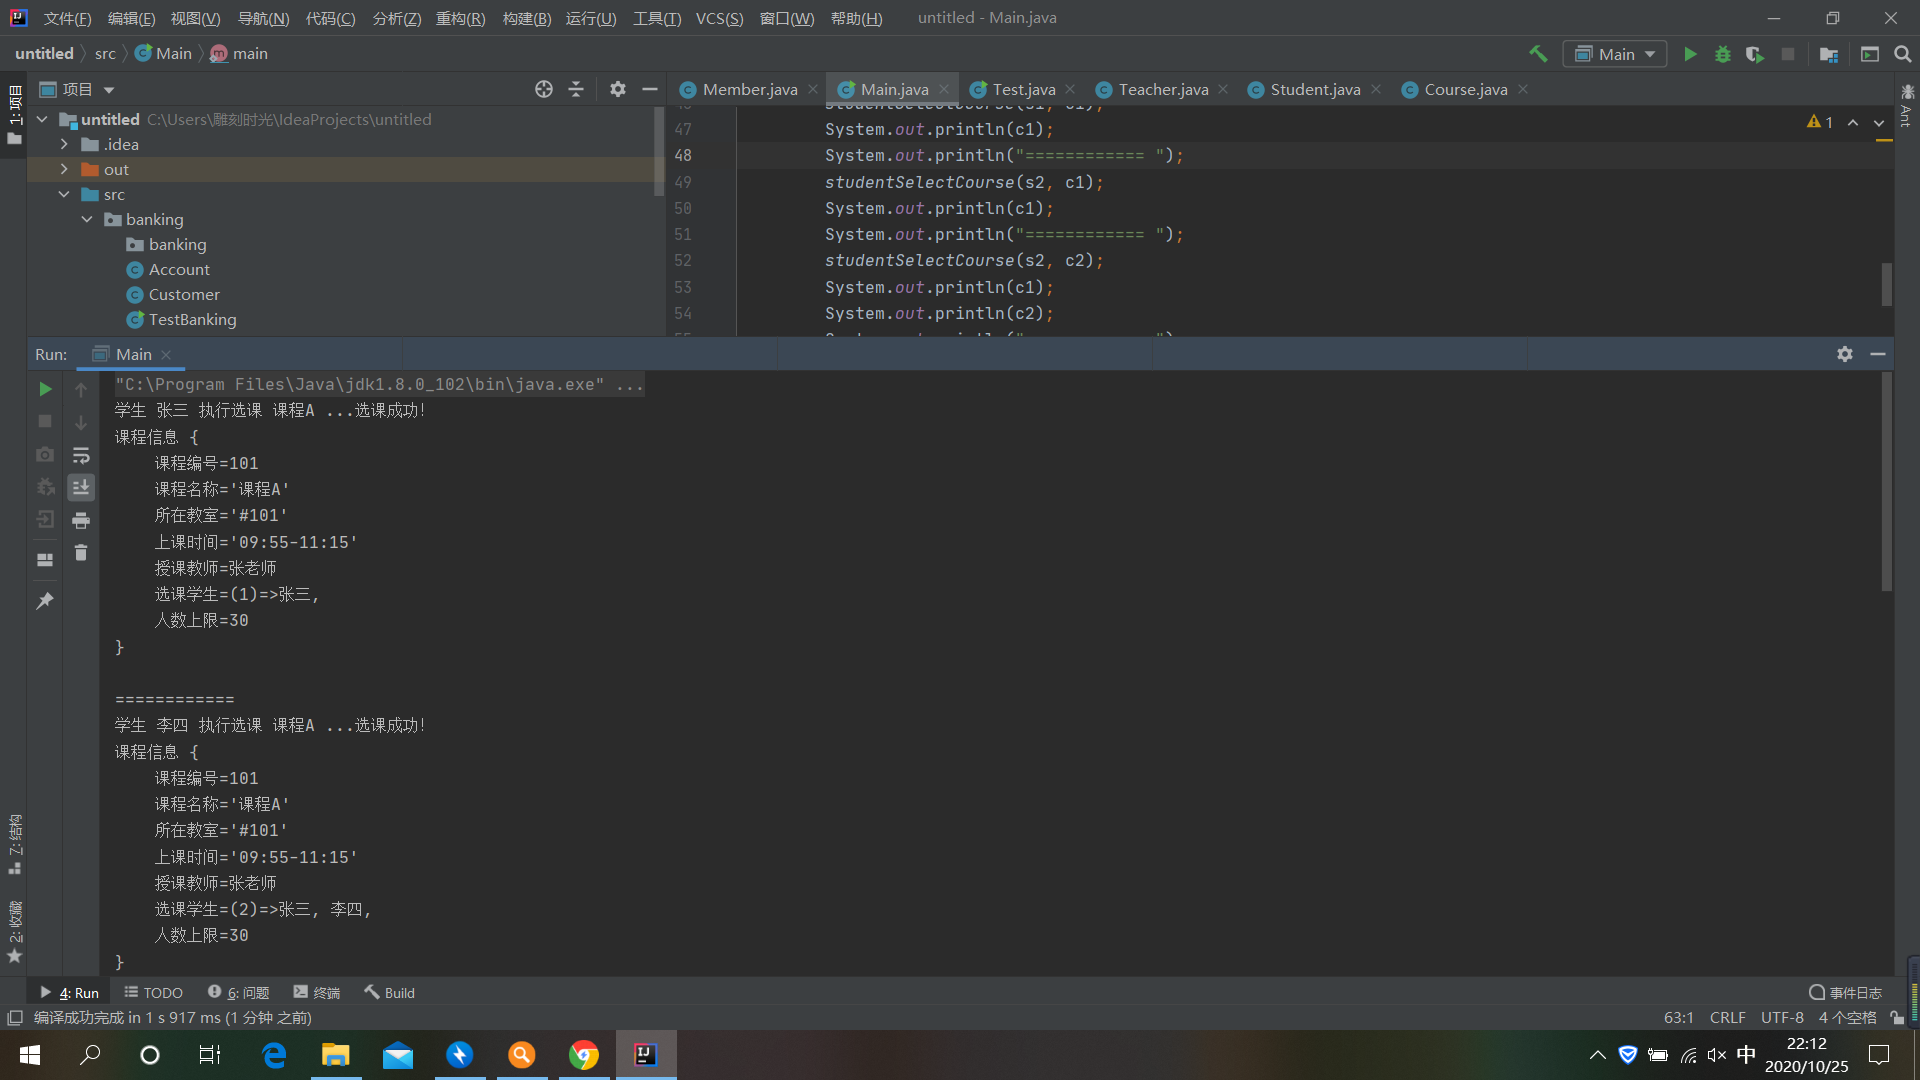 文件(F) 编辑(E) 视图(V) 导航(N) 代码(C) 分析(Z) 重构(R) 构建(B) 运行(U) 工具(T) VCS(S) 窗口(W) 帮助(H) untitled - Main.java
untitled src Main main
Main
1: 项目
项目
Member.java Main.java Test.java Teacher.java Student.java Course.java
Ant
untitled C:\Users\雕刻时光\IdeaProjects\untitled
.idea
out
src
banking
banking
Account
Customer
TestBanking
1
47 System.out.println(c1);
48 System.out.println("============ ");
49 studentSelectCourse(s2, c1);
50 System.out.println(c1);
51 System.out.println("============ ");
52 studentSelectCourse(s2, c2);
53 System.out.println(c1);
54 System.out.println(c2);
Run: Main
"C:\Program Files\Java\jdk1.8.0_102\bin\java.exe" ...
学生 张三 执行选课 课程A ...选课成功!
课程信息 {
课程编号=101
课程名称='课程A'
所在教室='#101'
上课时间='09:55-11:15'
授课教师=张老师
选课学生=(1)=>张三,
人数上限=30
}
============
学生 李四 执行选课 课程A ...选课成功!
课程信息 {
课程编号=101
课程名称='课程A'
所在教室='#101'
上课时间='09:55-11:15'
授课教师=张老师
选课学生=(2)=>张三, 李四,
人数上限=30
}
Z: 结构
2: 收藏
4: Run TODO 6: 问题 终端 Build 事件日志
编译成功完成 in 1 s 917 ms (1 分钟 之前) 63:1 CRLF UTF-8 4 个空格
中
22:12
2020/10/25